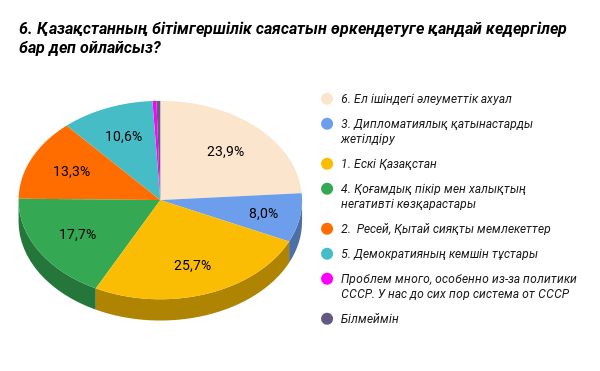 6. Қазақстанның бітімгершілік саясатын өркендетуге қандай кедергілер
бар деп ойлайсыз?
23,9%
8,0%
25,7%
17,7%
13,3%
10,6%
6. Ел ішіндегі әлеуметтік ахуал
3. Дипломатиялық қатынастарды
жетілдіру
1. Ескі Қазақстан
4. Қоғамдық пікір мен халықтың
негативті көзқарастары
2. Ресей, Қытай сияқты мемлекеттер
5. Демократияның кемшін тұстары
Проблем много, особенно из-за политики
СССР. У нас до сих пор система от СССР
Білмеймін